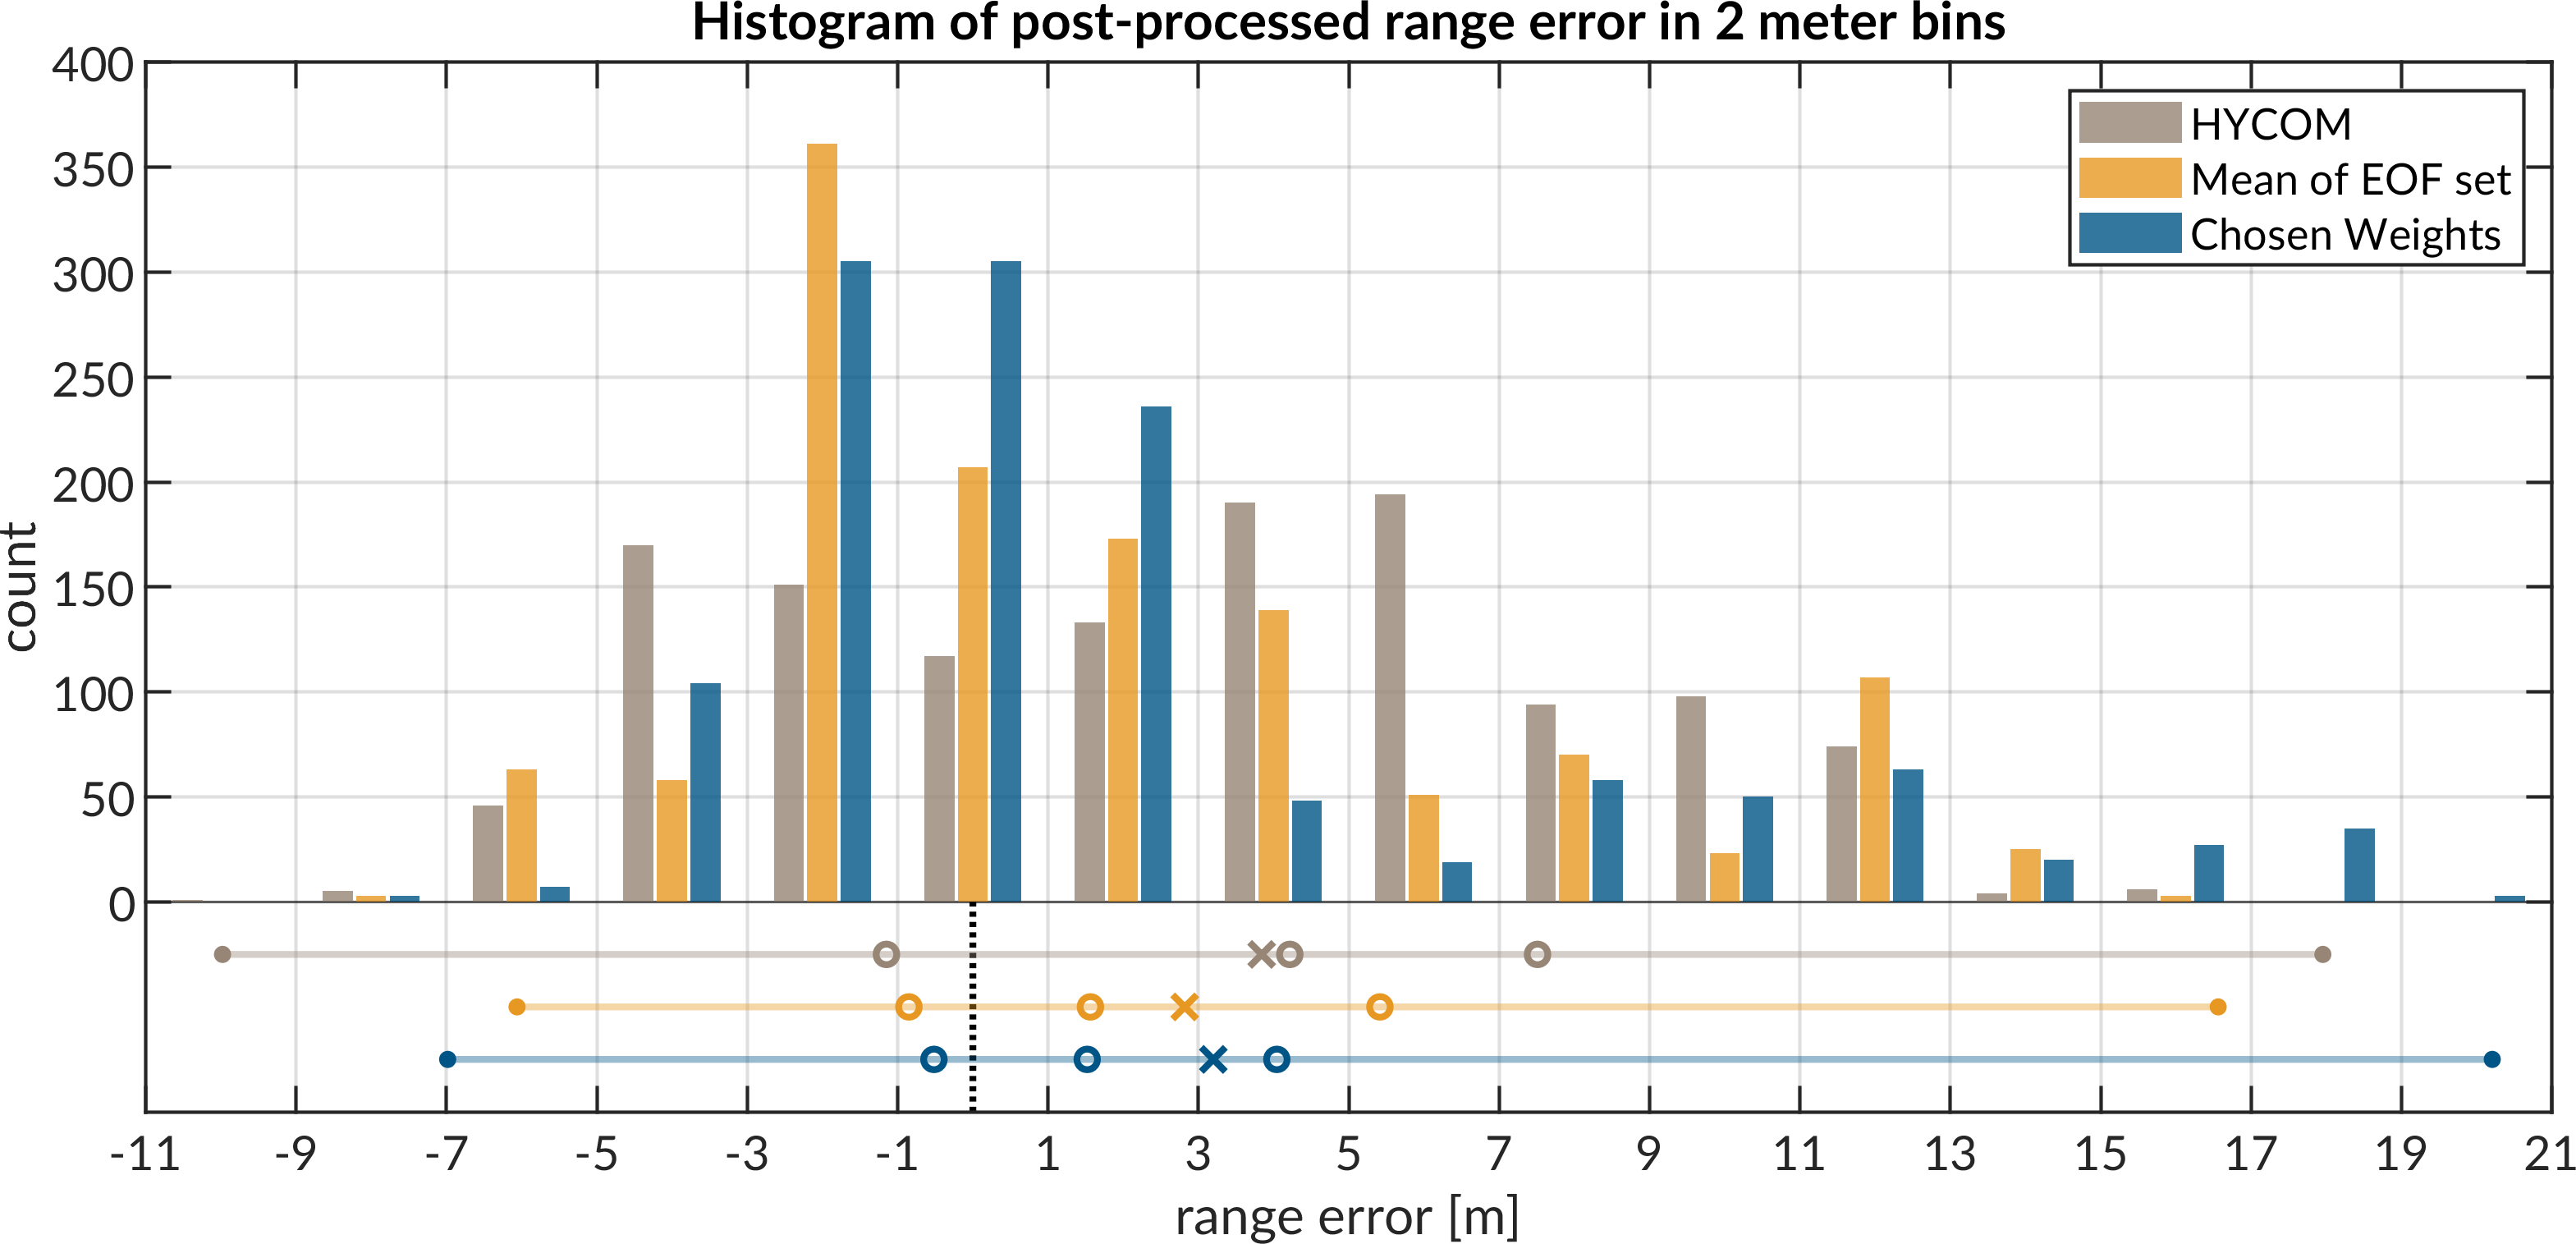 Histogram of post-processed range error in 2 meter bins
400
350
300
250
200
150
100
50
0
count
HYCOM
Mean of EOF set
Chosen Weights
-11 -9 -7 -5 -3 -1 1 3 5 7 9 11 13 15 17 19 21
range error [m]